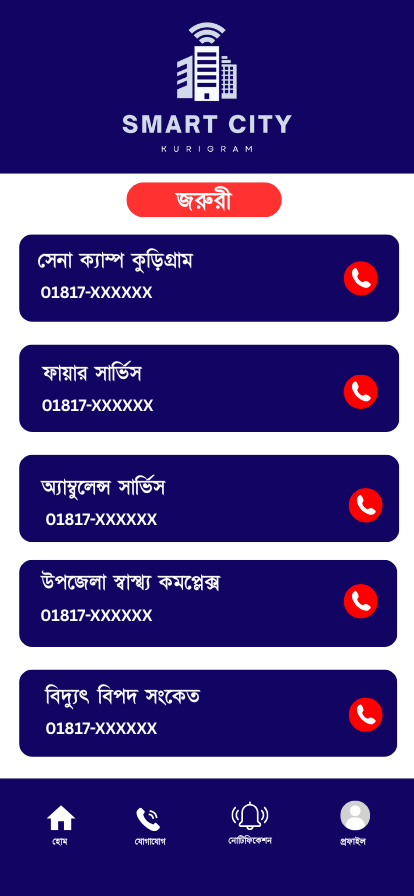 SMART CITY
KURIGRAM
জরুরী
সেনা ক্যাম্প কুড়িগ্রাম
01817-XXXXXX
ফায়ার সার্ভিস
01817-XXXXXX
অ্যাম্বুলেন্স সার্ভিস
01817-XXXXXX
উপজেলা স্বাস্থ্য কমপ্লেক্স
01817-XXXXXX
বিদ্যুৎ বিপদ সংকেত
01817-XXXXXX
হোম
যোগাযোগ
নোটিফিকেশন
প্রফাইল